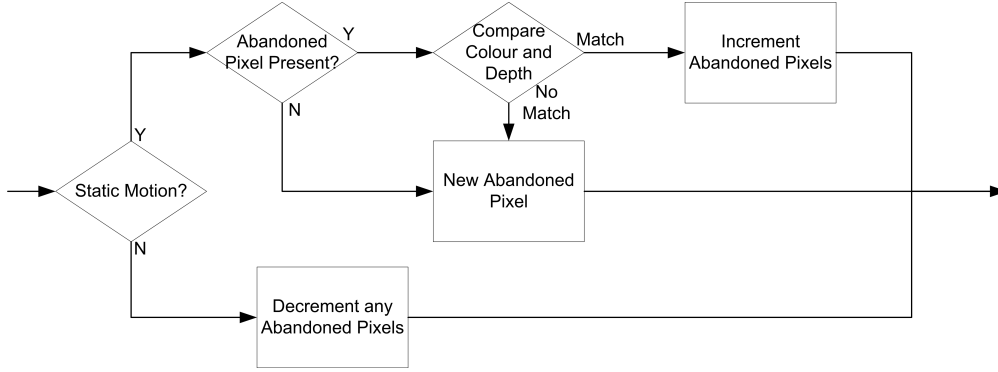 Abandoned
Pixel Present?
Y
N
Compare
Colour and
Depth
Match
No
Match
Increment
Abandoned Pixels
Y
Static Motion?
N
New Abandoned
Pixel
Decrement any
Abandoned Pixels